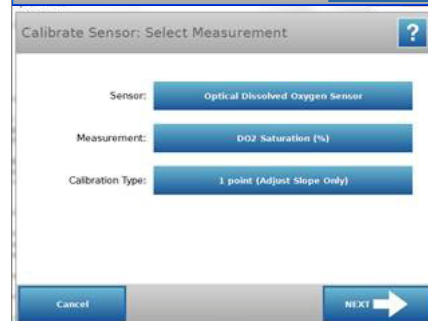 Calibrate Sensor: Select Measurement
?
Sensor:
Optical Dissolved Oxygen Sensor
Measurement:
DO2 Saturation (%)
Calibration Type:
1 point (Adjust Slope Only)
Cancel
NEXT